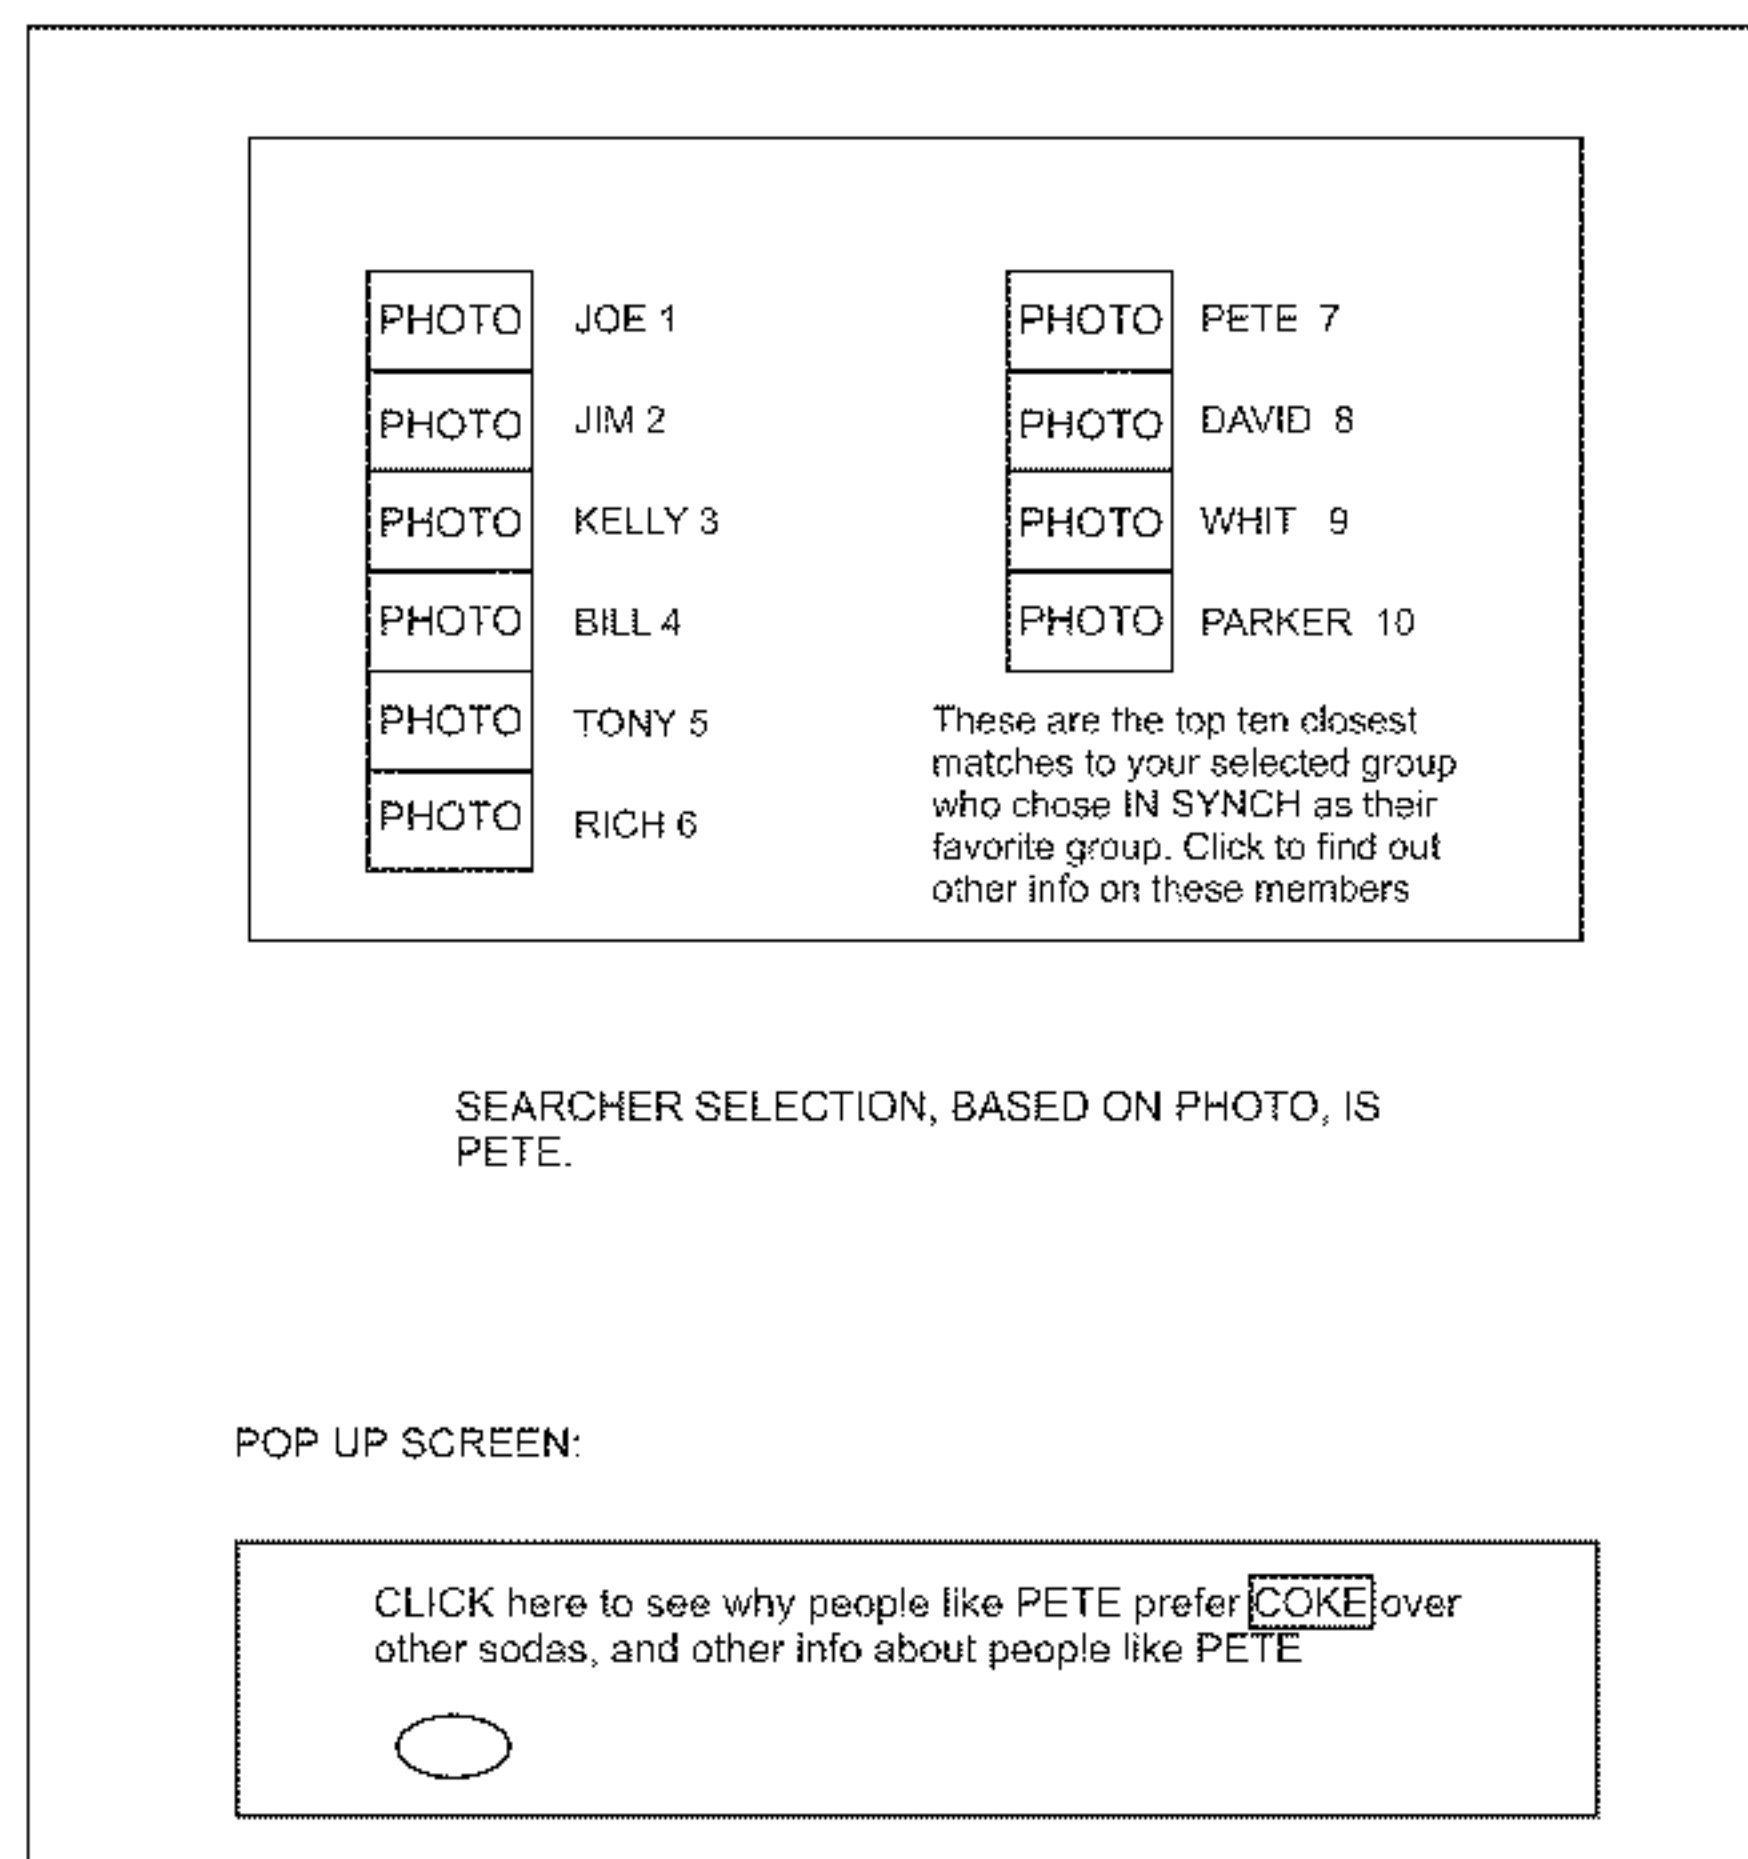 PHOTO JOE 1
PHOTO JIM 2
PHOTO KELLY 3
PHOTO BILL 4
PHOTO TONY 5
PHOTO RICH 6
PHOTO PETE 7
PHOTO DAVID 8
PHOTO WHIT 9
PHOTO PARKER 10
These are the top ten closest
matches to your selected group
who chose IN SYNCH as their
favorite group. Click to find out
other info on these members
SEARCHER SELECTION, BASED ON PHOTO, IS
PETE.
POP UP SCREEN:
CLICK here to see why people like PETE prefer COKE over
other sodas, and other info about people like PETE